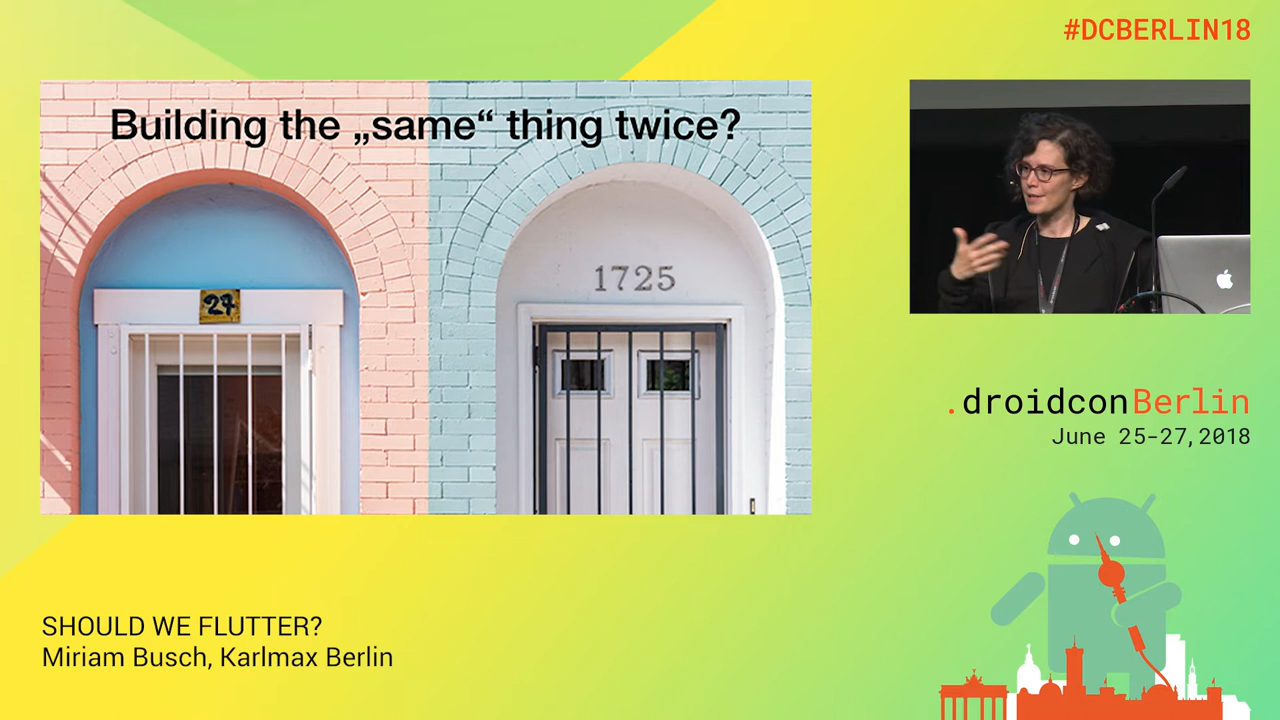 #DCBERLIN18
Building the „same“ thing twice?
27
1725
.droidconBerlin
June 25-27,2018
SHOULD WE FLUTTER?
Miriam Busch, Karlmax Berlin